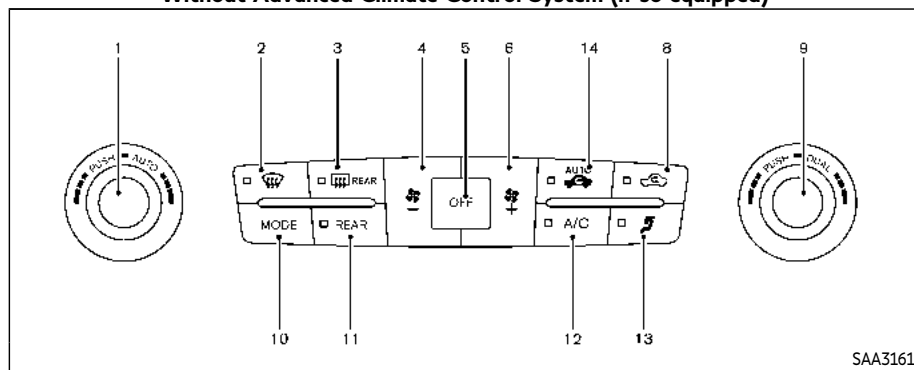 Without Advanced Climate Control System (if so equipped)
1 2 3 4 5 6 14 8 9
PUSH AUTO
REAR
OFF
AUTO
PUSH DUAL
MODE
REAR
A/C
10 11 12 13
SAA3161